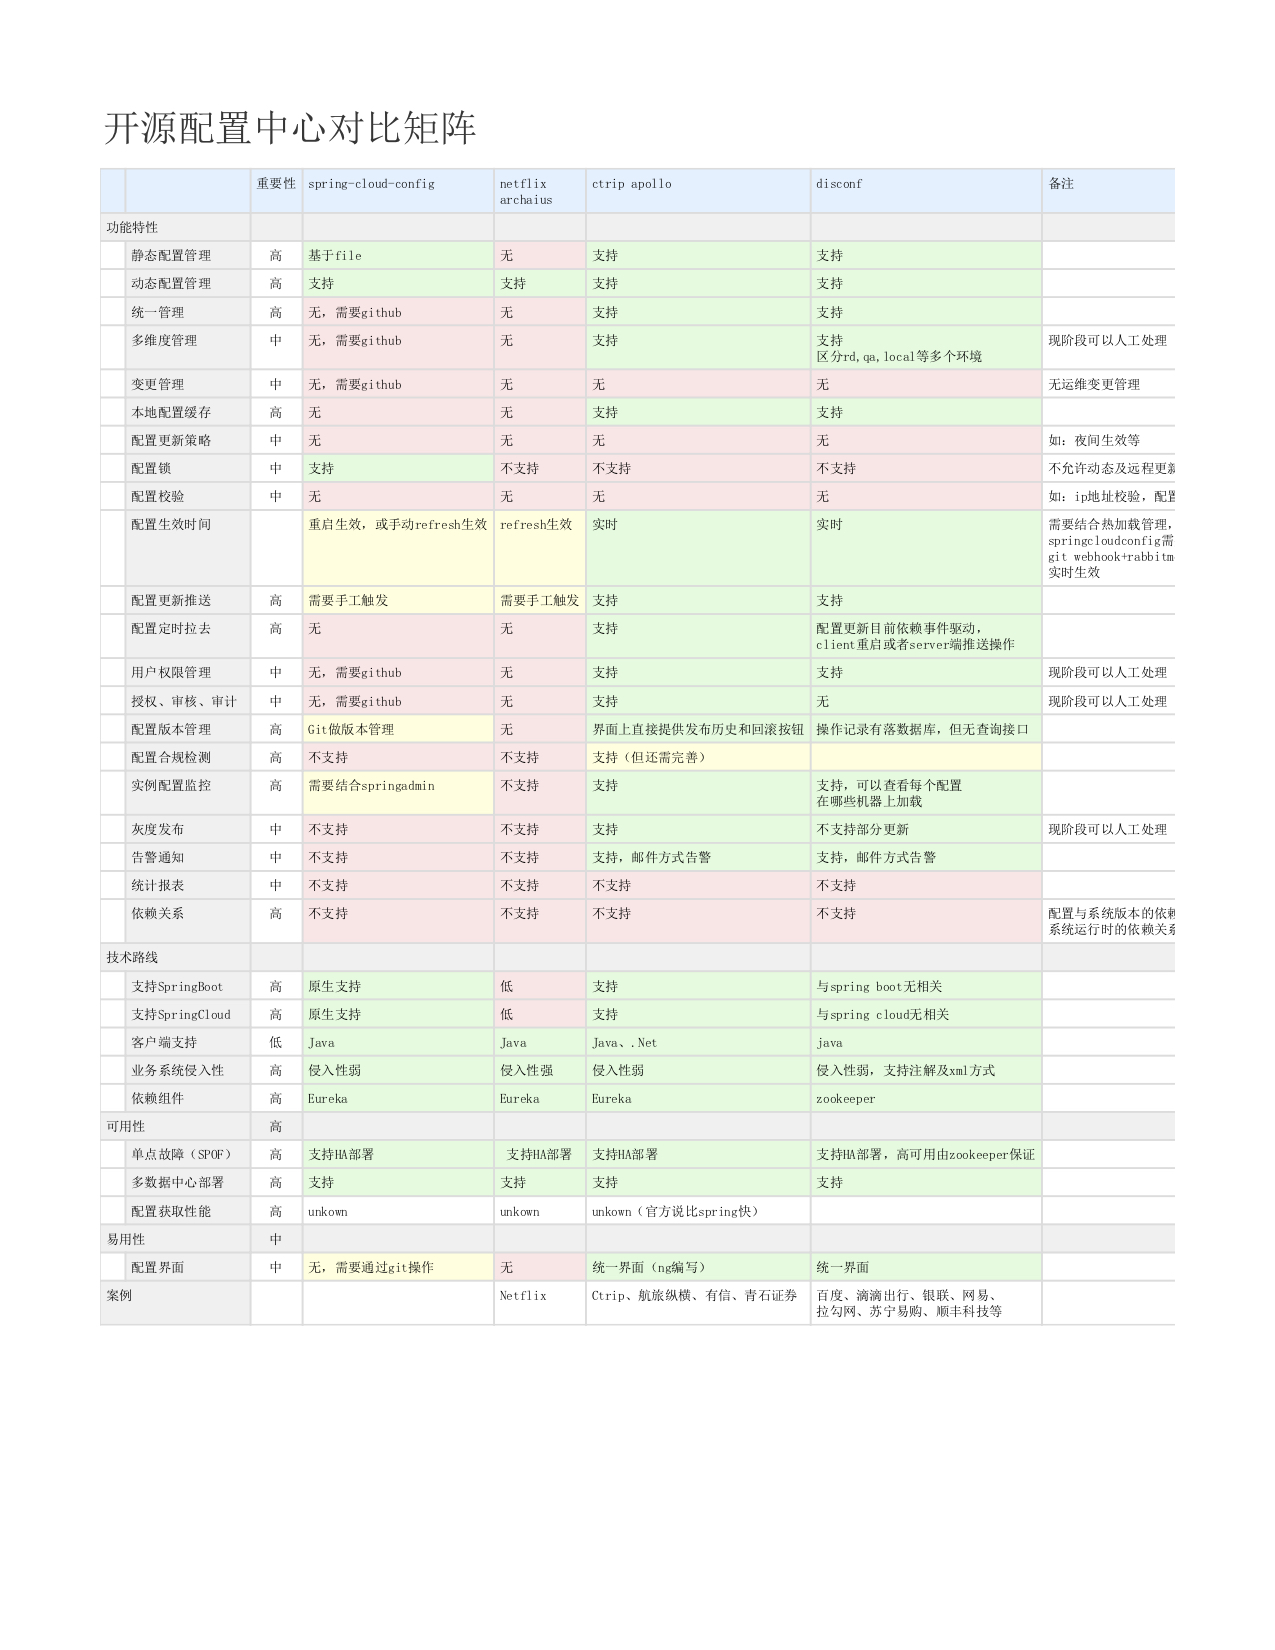 开源配置中心对比矩阵
重要性 spring-cloud-config netflix archaius ctrip apollo disconf 备注
功能特性
静态配置管理 高 基于file 无 支持 支持
动态配置管理 高 支持 支持 支持 支持
统一管理 高 无，需要github 无 支持 支持
多维度管理 中 无，需要github 无 支持 支持 现阶段可以人工处理
区分rd,qa,local等多个环境
变更管理 中 无，需要github 无 无 无 无运维变更管理
本地配置缓存 高 无 无 支持 支持
配置更新策略 中 无 无 无 无 如：夜间生效等
配置锁 中 支持 不支持 不支持 不支持 不允许动态及远程更新
配置校验 中 无 无 无 无 如：ip地址校验，配置
配置生效时间 重启生效，或手动refresh生效 refresh生效 实时 实时 需要结合热加载管理，
springcloudconfig需
git webhook+rabbitm
实时生效
配置更新推送 高 需要手工触发 需要手工触发 支持 支持
配置定时拉去 高 无 无 支持 配置更新目前依赖事件驱动，
client重启或者server端推送操作
用户权限管理 中 无，需要github 无 支持 支持 现阶段可以人工处理
授权、审核、审计 中 无，需要github 无 支持 无 现阶段可以人工处理
配置版本管理 高 Git做版本管理 无 界面上直接提供发布历史和回滚按钮 操作记录有落数据库，但无查询接口
配置合规检测 高 不支持 不支持 支持（但还需完善）
实例配置监控 高 需要结合springadmin 不支持 支持 支持，可以查看每个配置
在哪些机器上加载
灰度发布 中 不支持 不支持 支持 不支持部分更新 现阶段可以人工处理
告警通知 中 不支持 不支持 支持，邮件方式告警 支持，邮件方式告警
统计报表 中 不支持 不支持 不支持 不支持
依赖关系 高 不支持 不支持 不支持 不支持 配置与系统版本的依赖
系统运行时的依赖关系
技术路线
支持SpringBoot 高 原生支持 低 支持 与spring boot无相关
支持SpringCloud 高 原生支持 低 支持 与spring cloud无相关
客户端支持 低 Java Java Java、.Net java
业务系统侵入性 高 侵入性弱 侵入性强 侵入性弱 侵入性弱，支持注解及xml方式
依赖组件 高 Eureka Eureka Eureka zookeeper
可用性 高
单点故障（SPOF） 高 支持HA部署 支持HA部署 支持HA部署 支持HA部署，高可用由zookeeper保证
多数据中心部署 高 支持 支持 支持 支持
配置获取性能 高 unkown unkown unkown（官方说比spring快）
易用性 中
配置界面 中 无，需要通过git操作 无 统一界面（ng编写） 统一界面
案例 Netflix Ctrip、航旅纵横、有信、青石证券 百度、滴滴出行、银联、网易、
拉勾网、苏宁易购、顺丰科技等